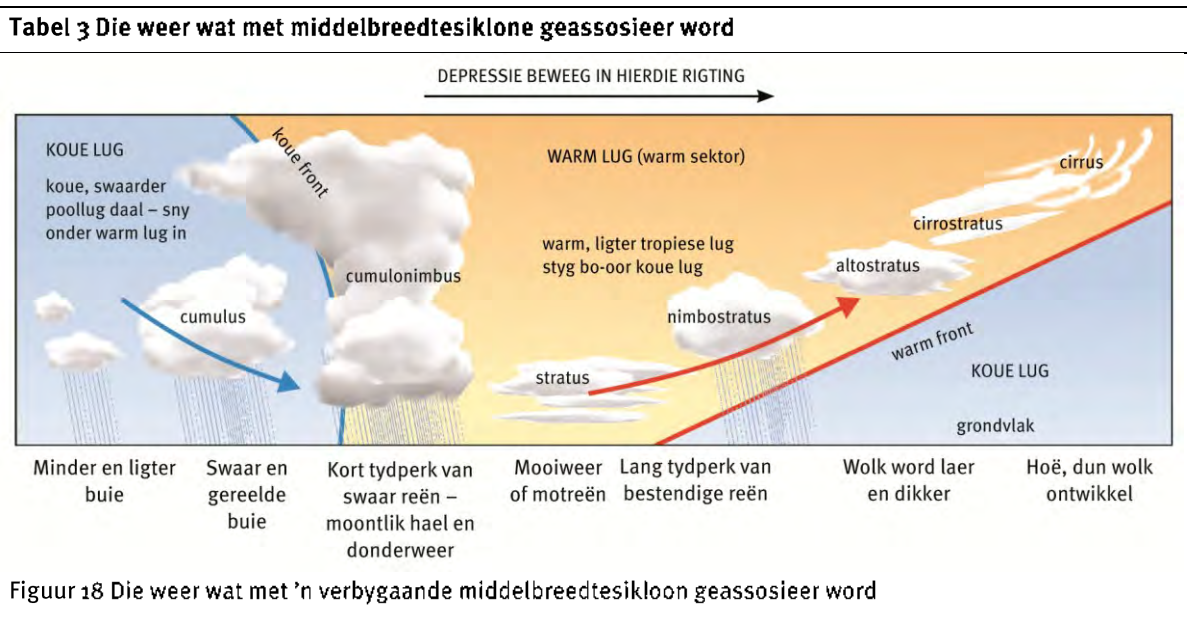 Tabel 3 Die weer wat met middelbreedtesiklone geassosieer word
DEPRESSIE BEWEEG IN HIERDIE RIGTING
KOUE LUG
koue, swaarder
poollug daal – sny
onder warm lug in
koue front
WARM LUG (warm sektor)
cirrus
cirrostratus
warm, ligter tropiese lug
styg bo-oor koue lug
altostratus
cumulonimbus
cumulus
nimbostratus
warm front
stratus
KOUE LUG
grondvlak
Minder en ligter
buie
Swaar en
gereelde
buie
Kort tydperk van
swaar reën –
moontlik hael en
donderweer
Mooiweer
of motreën
Lang tydperk van
bestendige reën
Wolk word laer
en dikker
Hoë, dun wolk
ontwikkel
Figuur 18 Die weer wat met ’n verbygaande middelbreedtesikloon geassosieer word